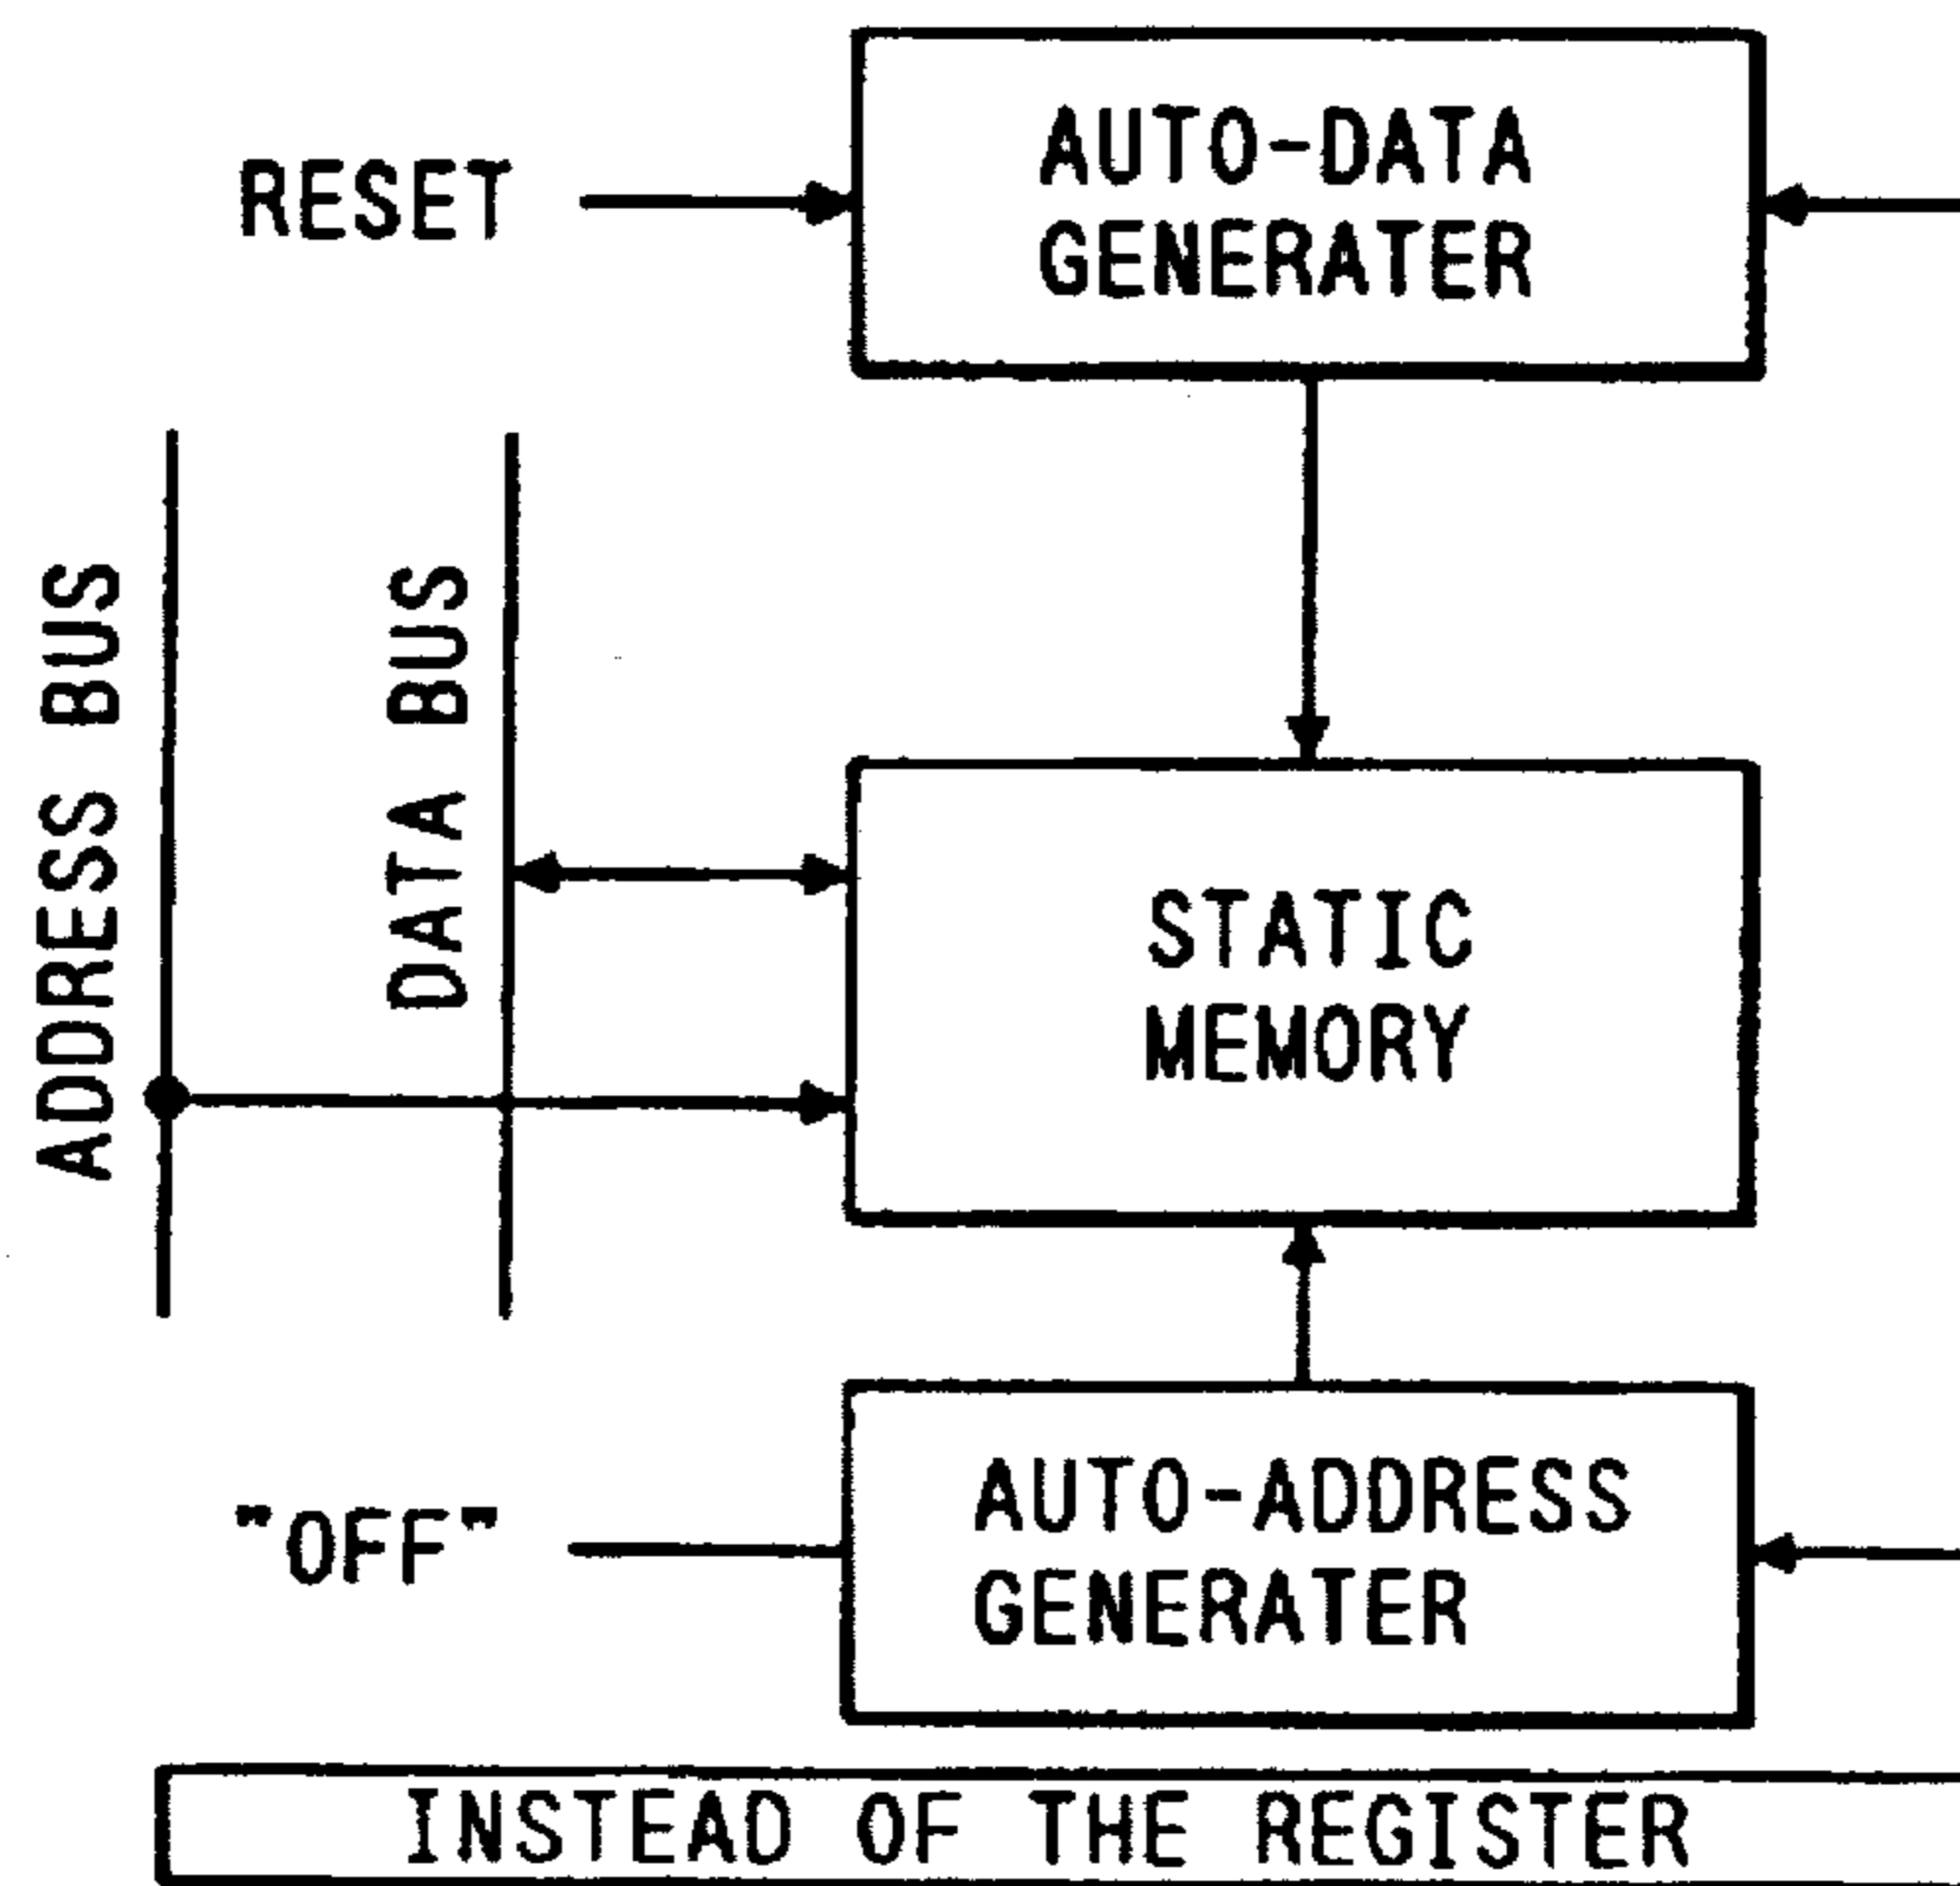 RESET
AUTO-DATA
GENERATER
ADDRESS BUS
DATA BUS
STATIC
MEMORY
"OFF"
AUTO-ADDRESS
GENERATER
INSTEAD OF THE REGISTER